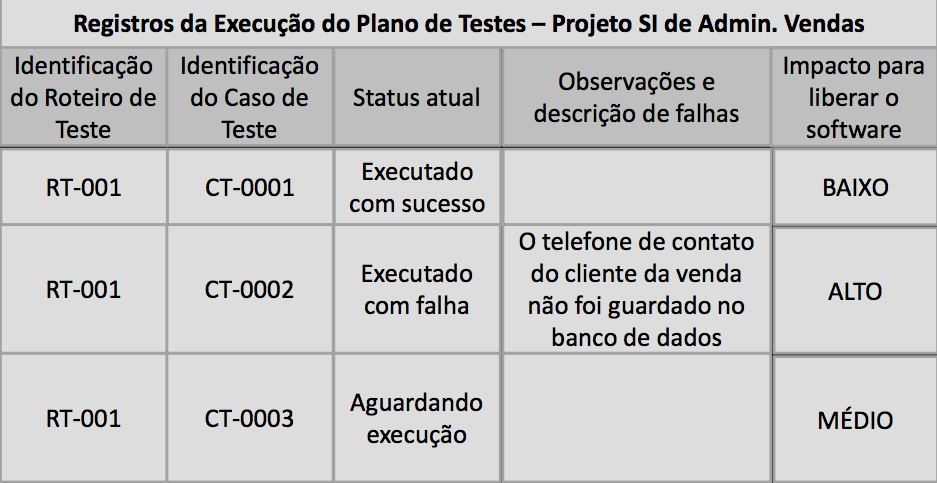 Registros da Execução do Plano de Testes – Projeto SI de Admin. Vendas
Identificação
do Roteiro de
Teste
Identificação
do Caso de
Teste
Status atual
Observações e
descrição de falhas
Impacto para
liberar o
software
RT-001
CT-0001
Executado
com sucesso
BAIXO
RT-001
CT-0002
Executado
com falha
O telefone de contato
do cliente da venda
não foi guardado no
banco de dados
ALTO
RT-001
CT-0003
Aguardando
execução
MÉDIO